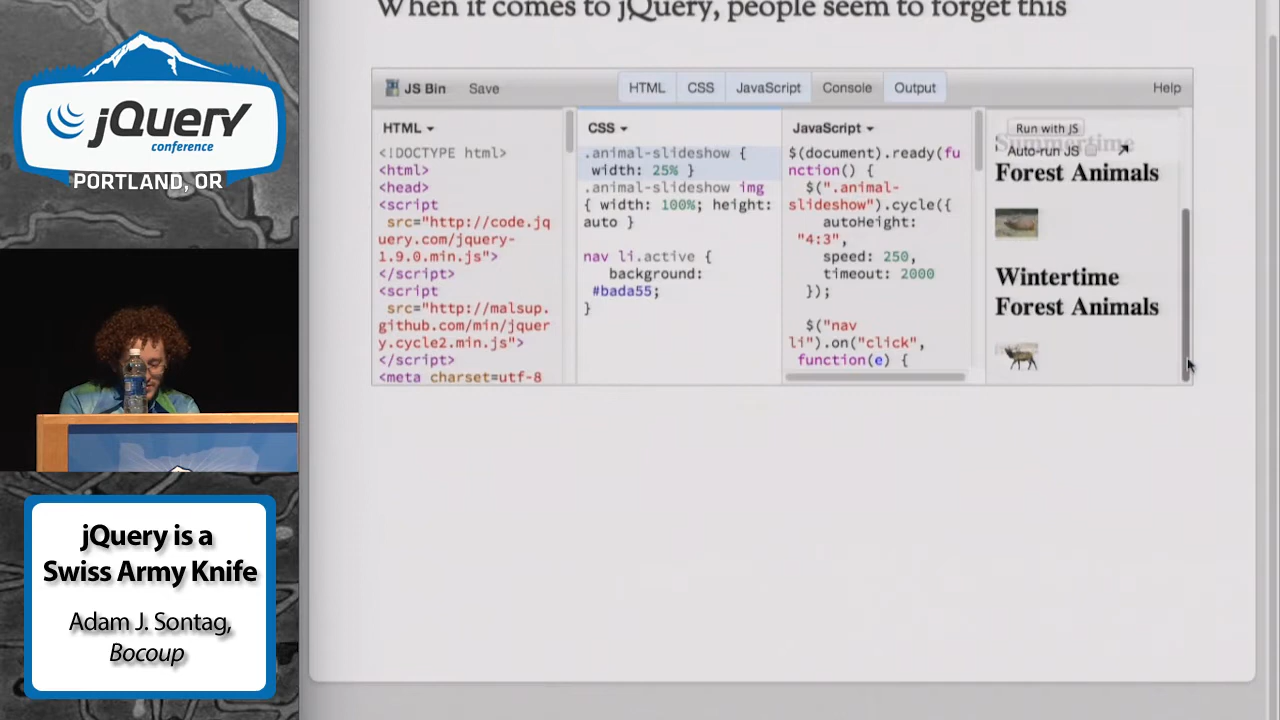 When it comes to jQuery, people seem to forget this
jQuery
conference
PORTLAND, OR
JS Bin Save HTML CSS JavaScript Console Output Help
HTML
<!DOCTYPE html>
<html>
<head>
<script
src="http://code.jq
uery.com/jquery-
1.9.0.min.js">
</script>
<script
src="http://malsup.
github.com/min/jquer
y.cycle2.min.js">
</script>
<meta charset=utf-8
CSS
.animal-slideshow {
width: 25% }
.animal-slideshow img
{ width: 100%; height:
auto }
nav li.active {
background:
#bada55;
}
JavaScript
$(document).ready(fu
nction() {
$(".animal-
slideshow").cycle({
autoHeight:
"4:3",
speed: 250,
timeout: 2000
});
$("nav
li").on("click",
function(e) {
Run with JS
Auto-run JS
Summertime
Forest Animals
Wintertime
Forest Animals
jQuery is a
Swiss Army Knife
Adam J. Sontag,
Bocoup